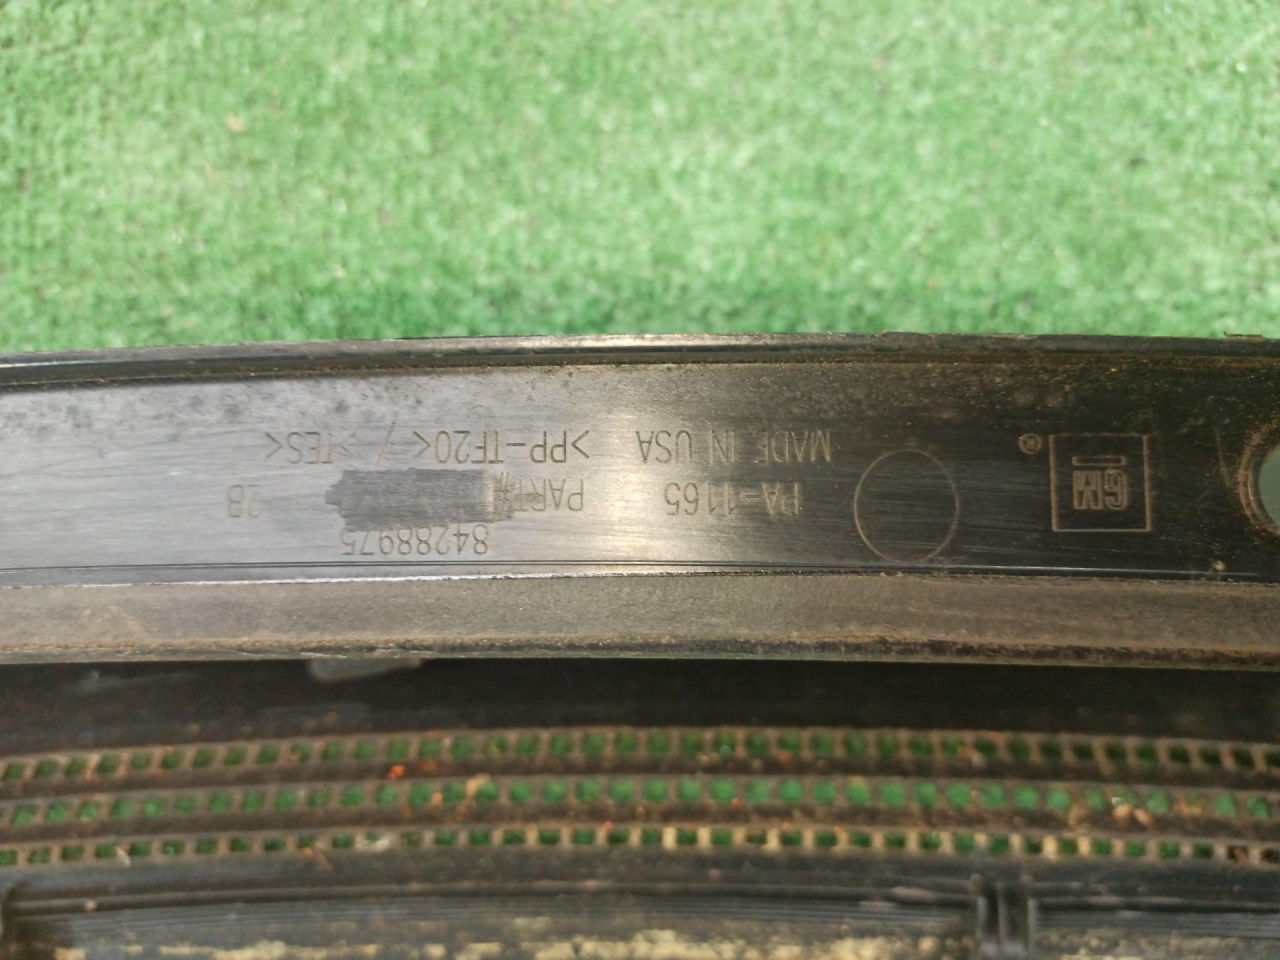 GM
®
84288975
PA-1165 PART# 2B
MADE IN USA >PP-TF20< / >TES<